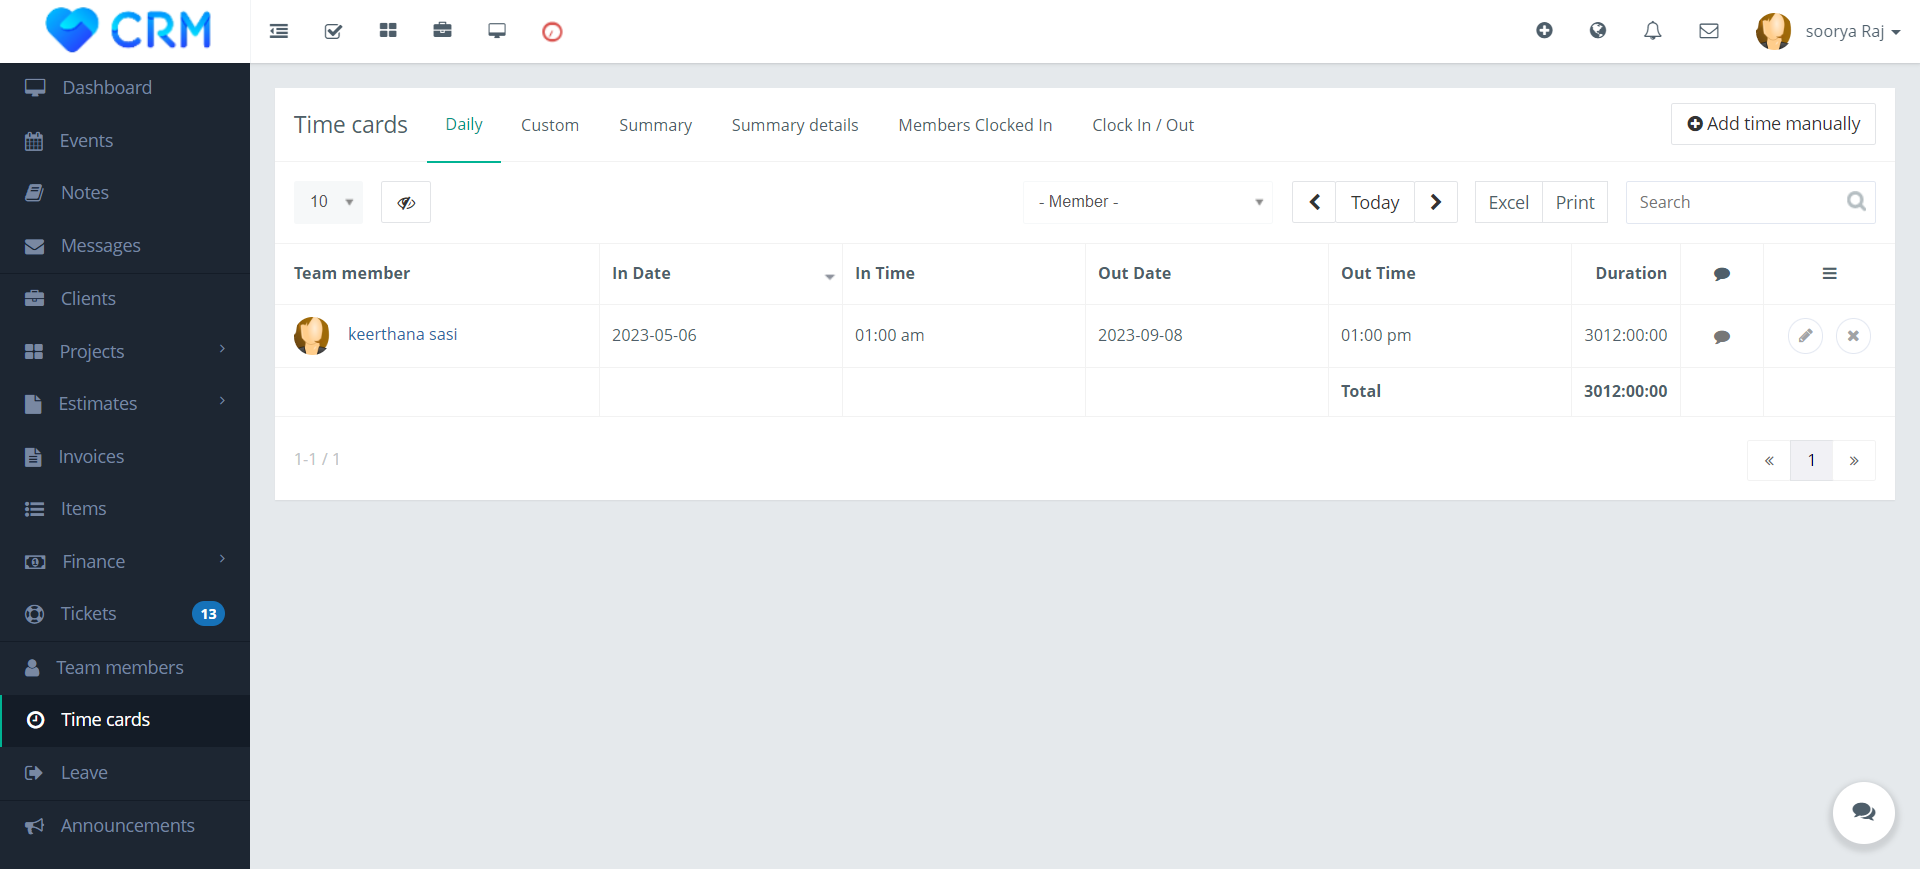 CRM
soorya Raj
Dashboard
Events
Notes
Messages
Clients
Projects
Estimates
Invoices
Items
Finance
Tickets 13
Team members
Time cards
Leave
Announcements
Time cards Daily Custom Summary Summary details Members Clocked In Clock In / Out Add time manually
10 - Member - Today Excel Print Search
Team member In Date In Time Out Date Out Time Duration
keerthana sasi 2023-05-06 01:00 am 2023-09-08 01:00 pm 3012:00:00
Total 3012:00:00
1-1 / 1 « 1 »